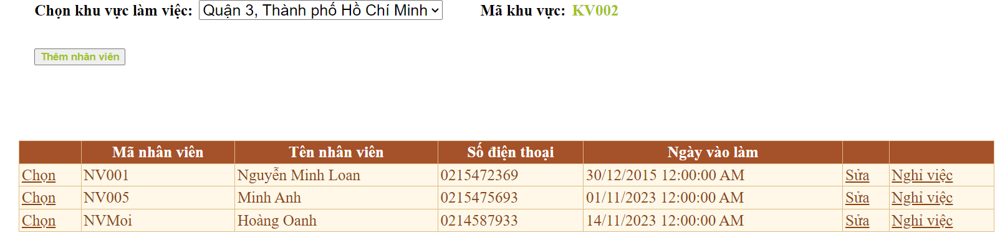 Chọn khu vực làm việc: Quận 3, Thành phố Hồ Chí Minh Mã khu vực: KV002
Thêm nhân viên
Mã nhân viên Tên nhân viên Số điện thoại Ngày vào làm
Chọn NV001 Nguyễn Minh Loan 0215472369 30/12/2015 12:00:00 AM Sửa Nghỉ việc
Chọn NV005 Minh Anh 0215475693 01/11/2023 12:00:00 AM Sửa Nghỉ việc
Chọn NVMoi Hoàng Oanh 0214587933 14/11/2023 12:00:00 AM Sửa Nghỉ việc